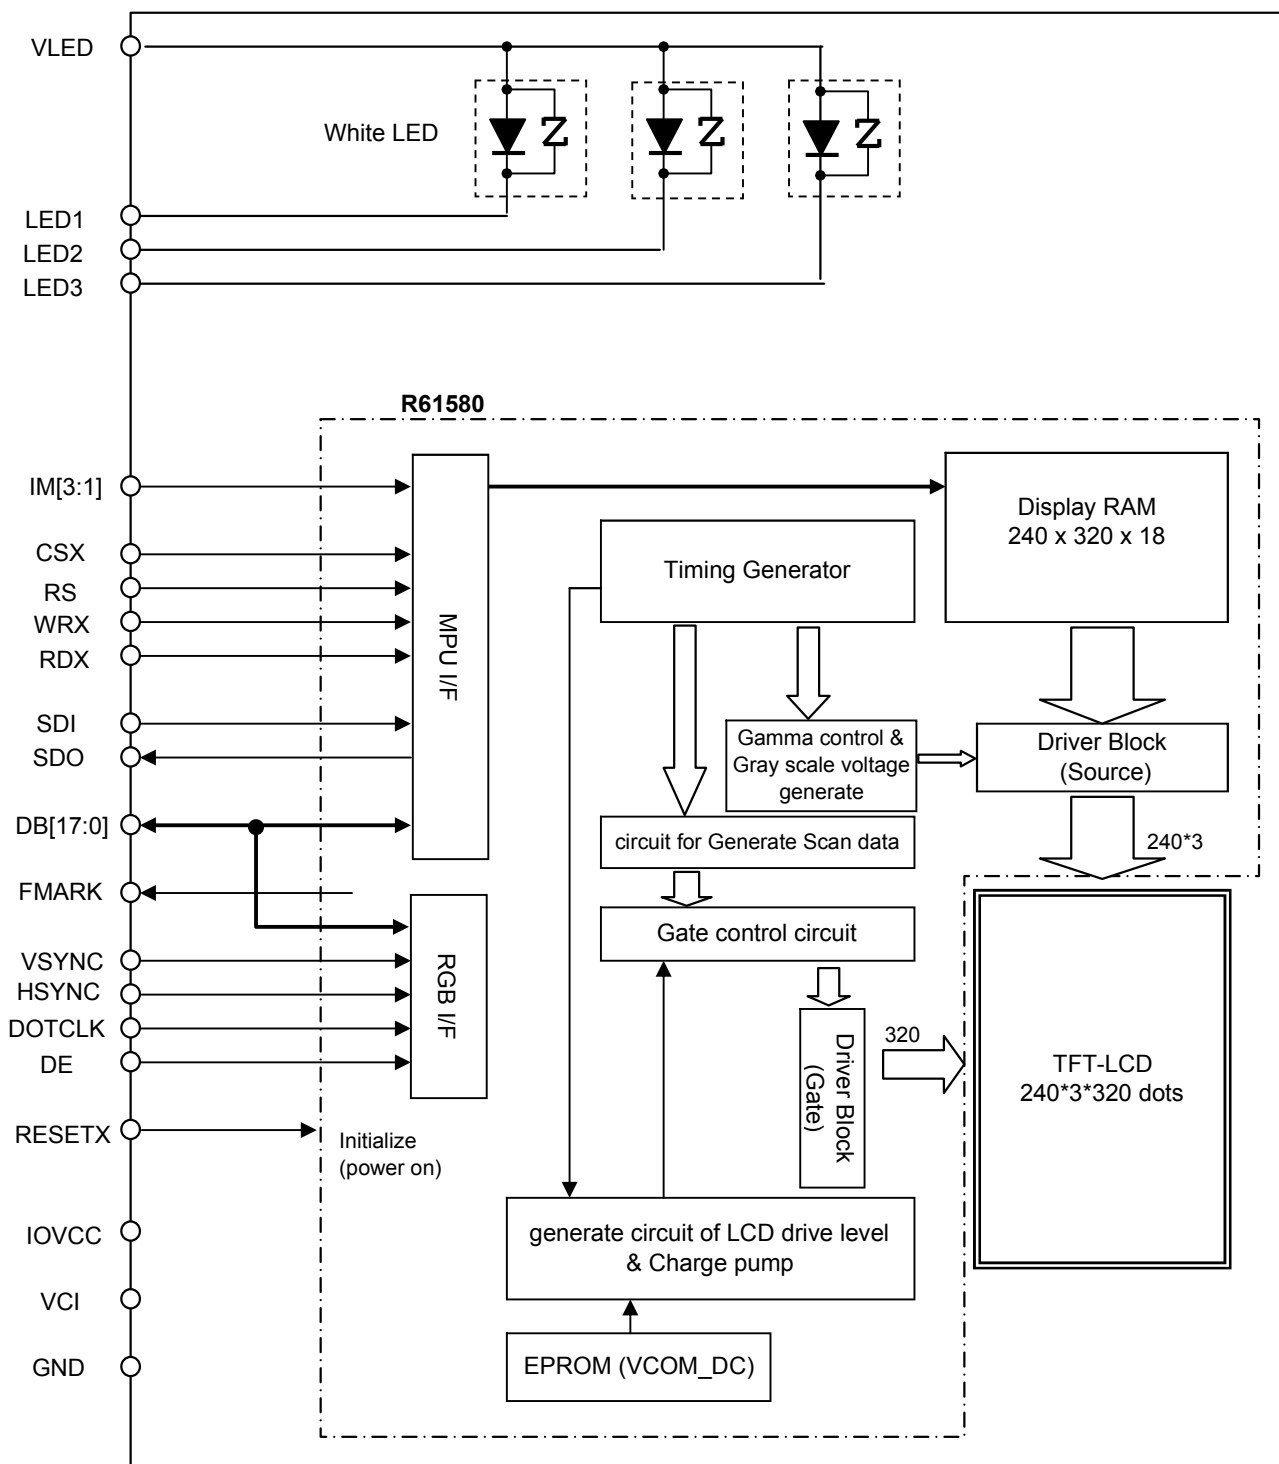 VLED
White LED
LED1
LED2
LED3
R61580
IM[3:1]
CSX
RS
WRX
RDX
SDI
SDO
DB[17:0]
FMARK
VSYNC
HSYNC
DOTCLK
DE
RESETX
IOVCC
VCI
GND
MPU I/F
RGB I/F
Initialize
(power on)
Timing Generator
Display RAM
240 x 320 x 18
Gamma control &
Gray scale voltage
generate
Driver Block
(Source)
240*3
circuit for Generate Scan data
Gate control circuit
Driver Block
(Gate)
320
TFT-LCD
240*3*320 dots
generate circuit of LCD drive level
& Charge pump
EPROM (VCOM_DC)